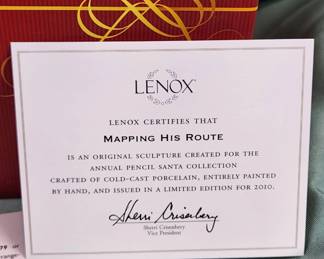 LENOX™
LENOX CERTIFIES THAT
MAPPING HIS ROUTE
IS AN ORIGINAL SCULPTURE CREATED FOR THE
ANNUAL PENCIL SANTA COLLECTION
CRAFTED OF COLD-CAST PORCELAIN, ENTIRELY PAINTED
BY HAND, AND ISSUED IN A LIMITED EDITION FOR 2010.
Sherri Crisenbery
Sherri Crisenbery
Vice President